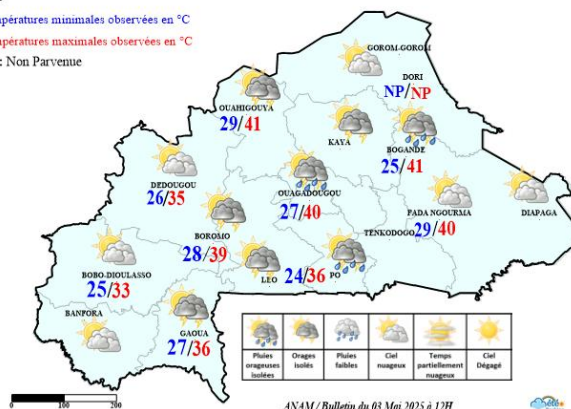 pératures minimales observées en °C
pératures maximales observées en °C
: Non Parvenue
GOROM-GOROM
DORI
NP/NP
OUAHIGOUYA
29/41
KAYA
BOGANDE
25/41
DEDOUGOU
26/35
OUAGADOUGOU
27/40
FADA NGOURMA
29/40
DIAPAGA
BOROMO
28/39
TENKODOGO
LEO
24/36
PO
BOBO-DIOULASSO
25/33
BANFORA
GAOUA
27/36
Pluies orageuses isolées
Orages isolés
Pluies faibles
Ciel nuageux
Temps partiellement nuageux
Ciel Dégagé
0 100 200
ANAM / Bulletin du 03 Mai 2025 à 12H